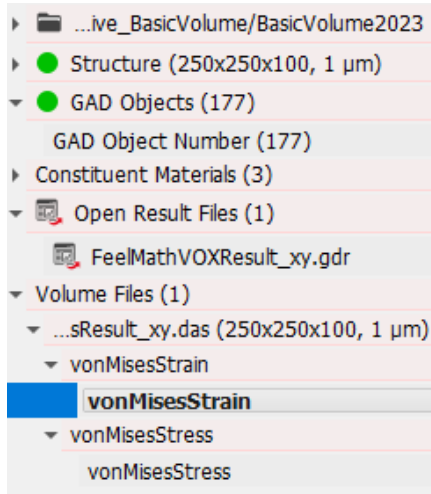 ...ive_BasicVolume/BasicVolume2023
Structure (250x250x100, 1 µm)
GAD Objects (177)
GAD Object Number (177)
Constituent Materials (3)
Open Result Files (1)
FeelMathVOXResult_xy.gdr
Volume Files (1)
...sResult_xy.das (250x250x100, 1 µm)
vonMisesStrain
vonMisesStrain
vonMisesStress
vonMisesStress